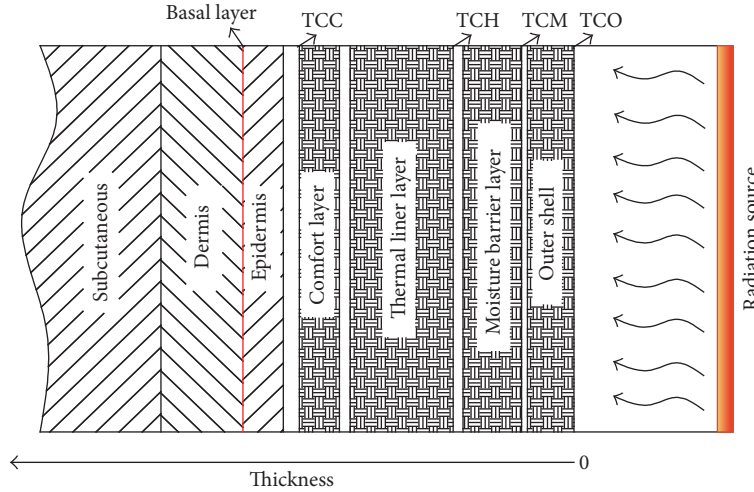 Basal layer
TCC
TCH
TCM
TCO
Subcutaneous
Dermis
Epidermis
Comfort layer
Thermal liner layer
Moisture barrier layer
Outer shell
Radiation source
0
Thickness